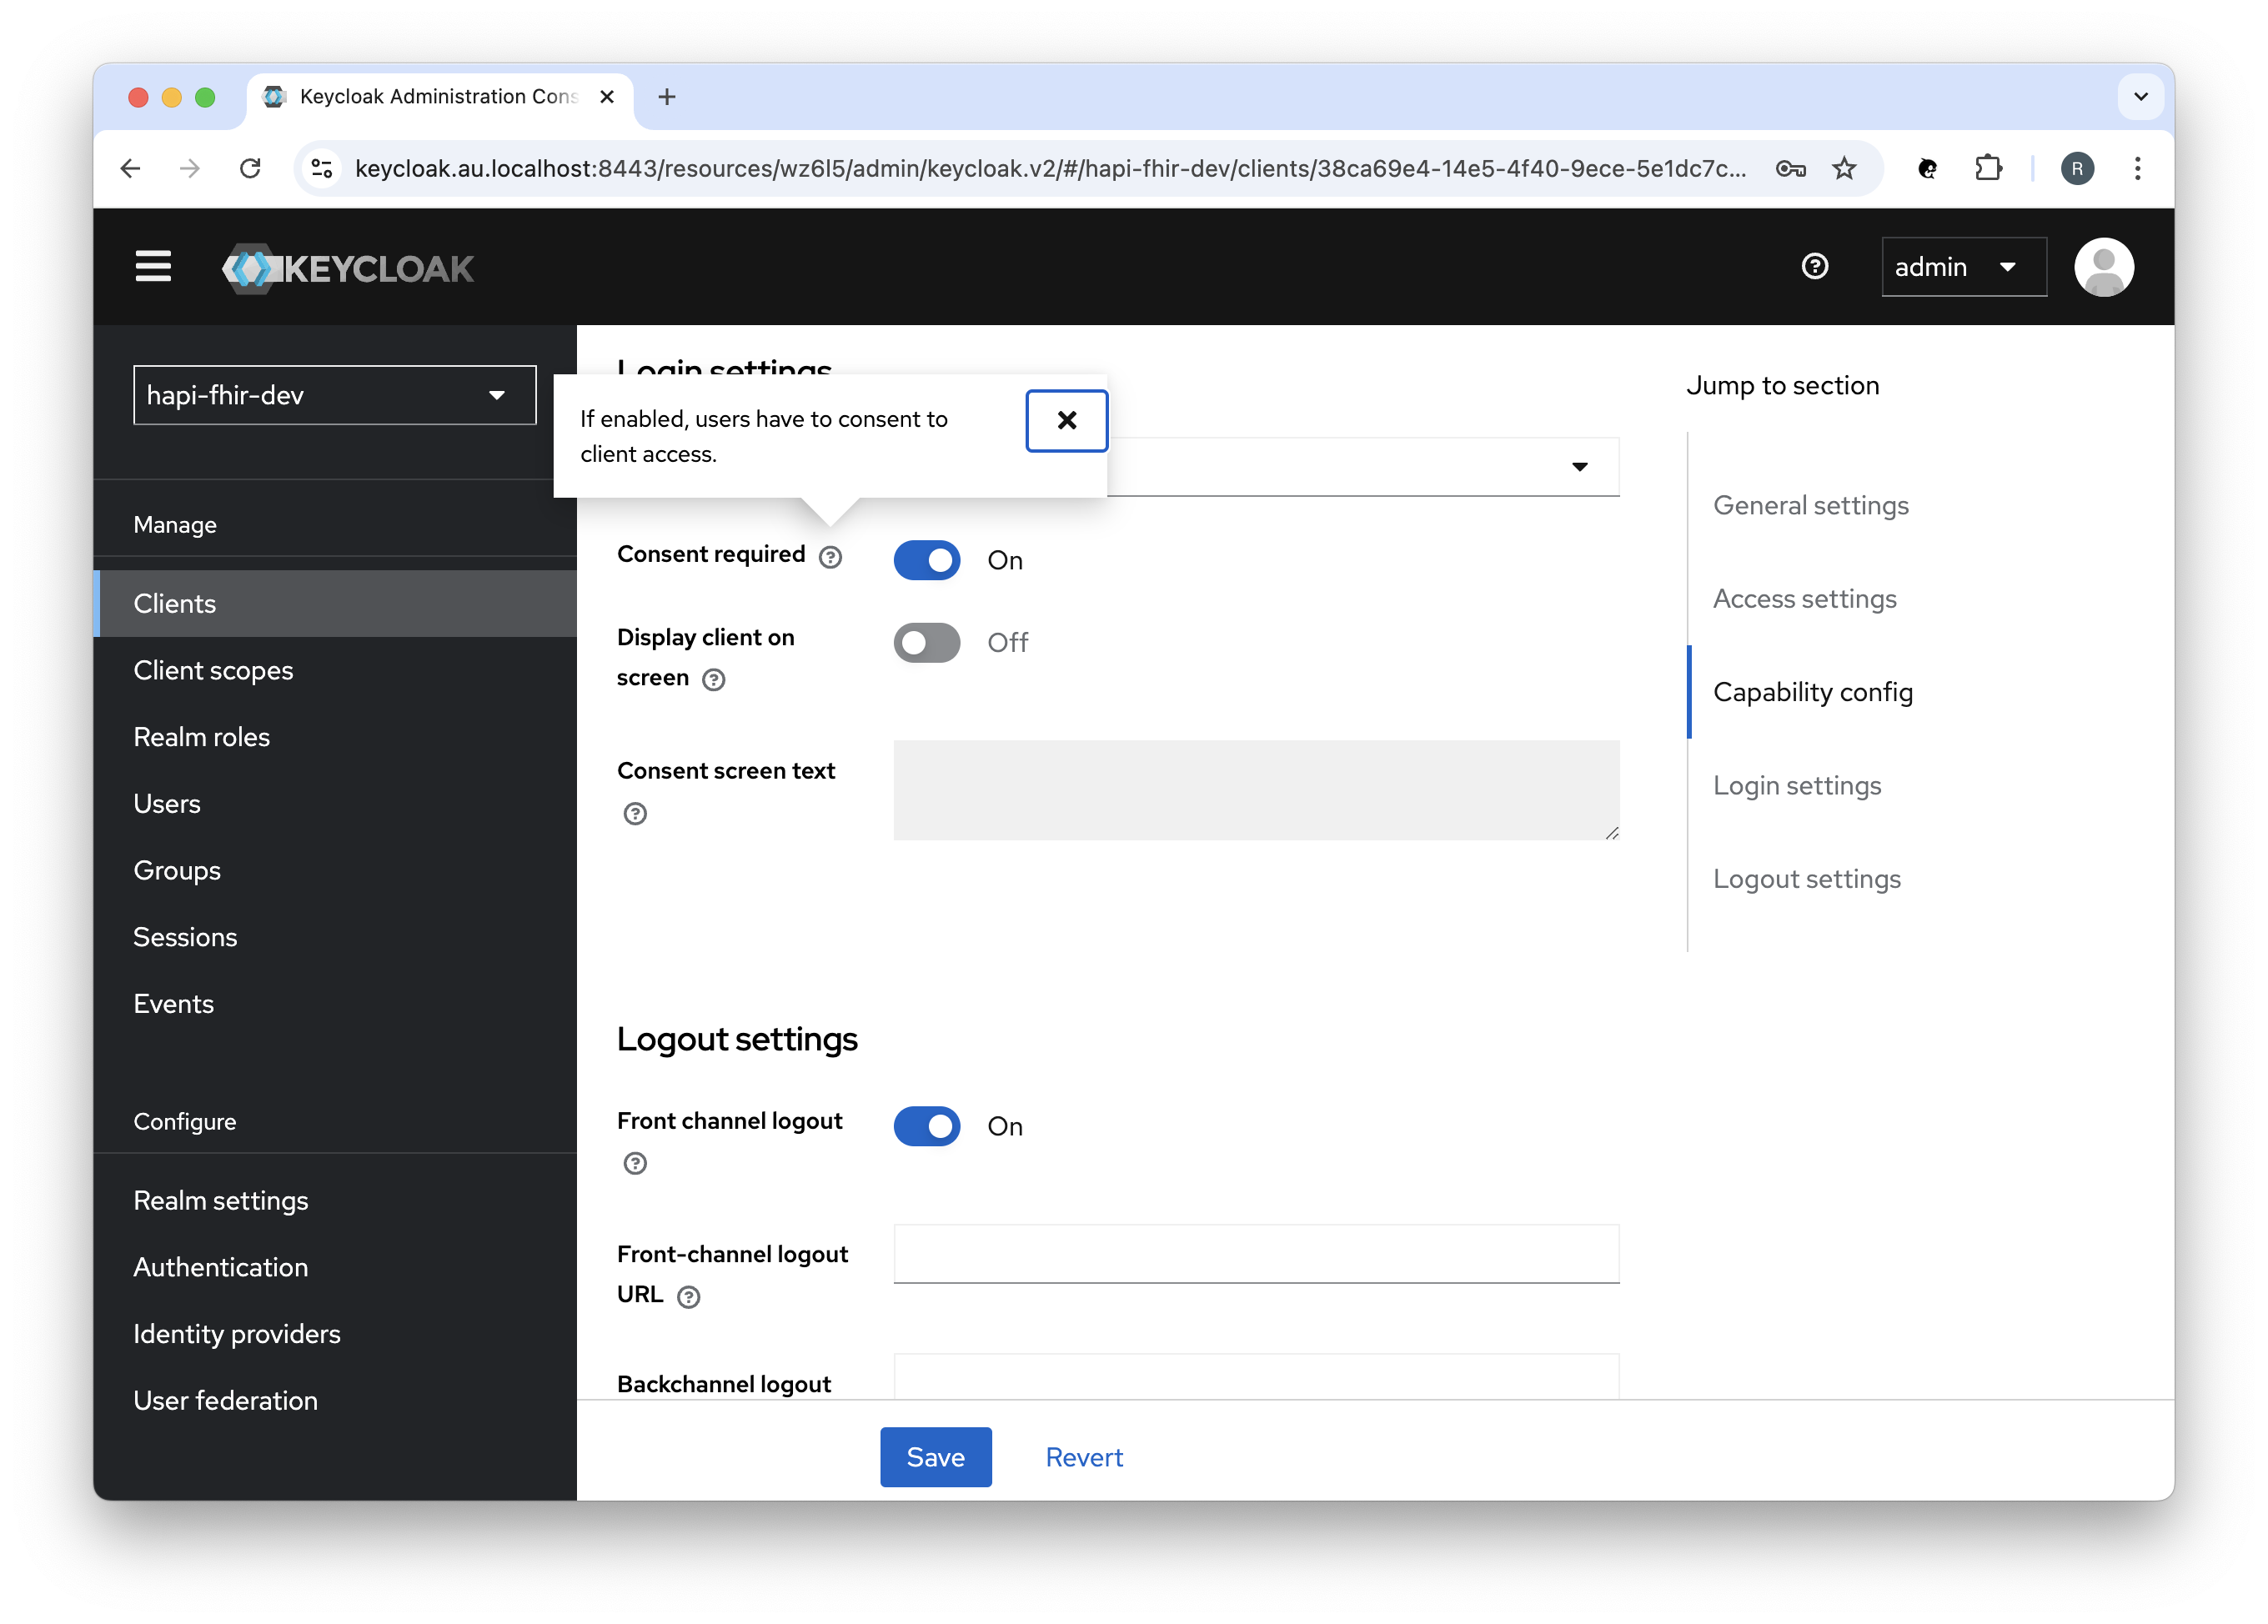 Keycloak Administration Cons
keycloak.au.localhost:8443/resources/wz6l5/admin/keycloak.v2/#/hapi-fhir-dev/clients/38ca69e4-14e5-4f40-9ece-5e1dc7c...
R
KEYCLOAK
admin
hapi-fhir-dev
Manage
Clients
Client scopes
Realm roles
Users
Groups
Sessions
Events
Configure
Realm settings
Authentication
Identity providers
User federation
Login settings
If enabled, users have to consent to
client access.
Consent required
On
Display client on
screen
Off
Consent screen text
Logout settings
Front channel logout
On
Front-channel logout
URL
Backchannel logout
Save
Revert
Jump to section
General settings
Access settings
Capability config
Login settings
Logout settings